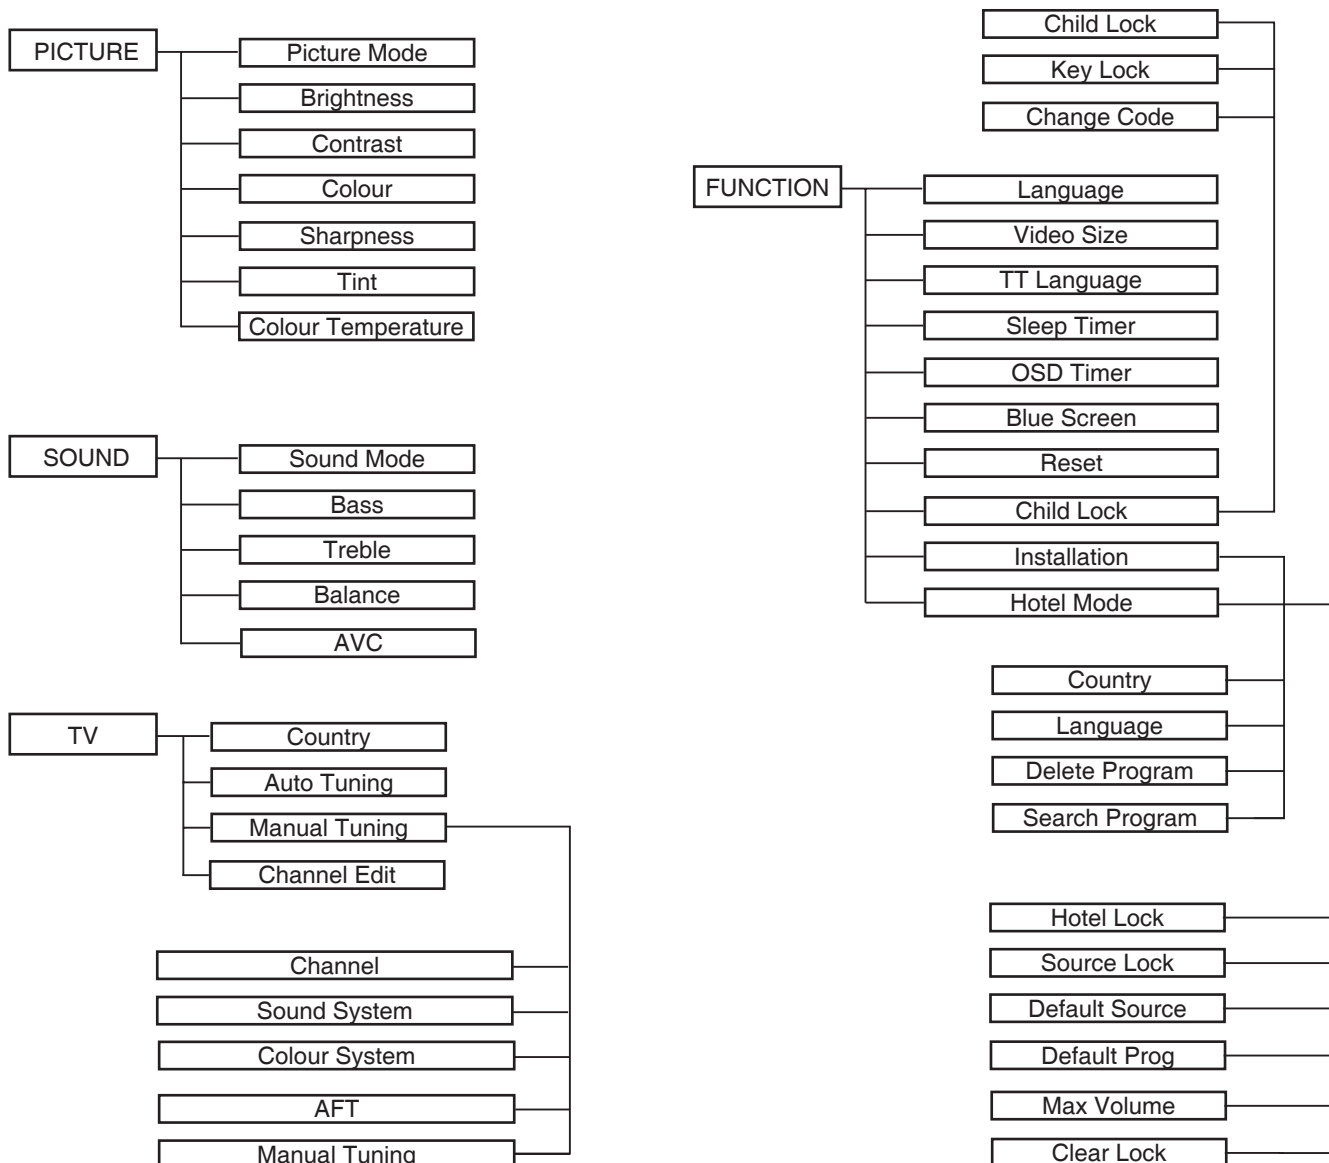 PICTURE
Picture Mode
Brightness
Contrast
Colour
Sharpness
Tint
Colour Temperature
SOUND
Sound Mode
Bass
Treble
Balance
AVC
TV
Country
Auto Tuning
Manual Tuning
Channel Edit
Channel
Sound System
Colour System
AFT
Manual Tuning
Child Lock
Key Lock
Change Code
FUNCTION
Language
Video Size
TT Language
Sleep Timer
OSD Timer
Blue Screen
Reset
Child Lock
Installation
Hotel Mode
Country
Language
Delete Program
Search Program
Hotel Lock
Source Lock
Default Source
Default Prog
Max Volume
Clear Lock